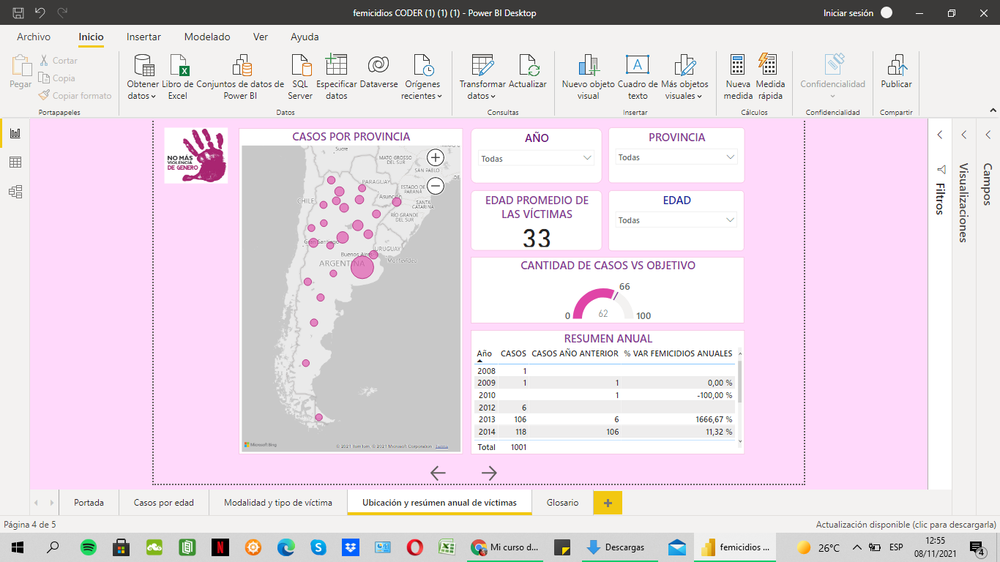 femicidios CODER (1) (1) (1) - Power BI Desktop
Iniciar sesión
Archivo Inicio Insertar Modelado Ver Ayuda
Pegar
Cortar
Copia
Copiar formato
Portapapeles
Obtener datos
Libro de Excel
Conjuntos de datos de Power BI
SQL Server
Especificar datos
Dataverse
Orígenes recientes
Datos
Transformar datos
Actualizar
Consultas
Nuevo objeto visual
Cuadro de texto
Más objetos visuales
Insertar
Nueva medida
Medida rápida
Cálculos
Confidencialidad
Confidencialidad
Publicar
Compartir
NO MÁS
VIOLENCIA
DE GENERO
CASOS POR PROVINCIA
Sucre
MATO GROSSO
DO SUL
SAN PABLO
PARAGUAY
ESTADO DE
PARANÁ
Asunción
CHILE
SANTA
CATARINA
RÍO GRANDE
DEL SUR
Santiago
URUGUAY
Buenos Aires
Montevideo
ARGENTINA
Microsoft Bing
© 2021 TomTom, © 2021 Microsoft Corporation Terms
AÑO
Todas
PROVINCIA
Todas
EDAD PROMEDIO DE
LAS VÍCTIMAS
33
EDAD
Todas
CANTIDAD DE CASOS VS OBJETIVO
66
0 62 100
RESUMEN ANUAL
Año CASOS CASOS AÑO ANTERIOR % VAR FEMICIDIOS ANUALES
2008 1
2009 1 1 0,00 %
2010 1 -100,00 %
2012 6
2013 106 6 1666,67 %
2014 118 106 11,32 %
Total 1001
Filtros
Visualizaciones
Campos
Portada
Casos por edad
Modalidad y tipo de víctima
Ubicación y resúmen anual de víctimas
Glosario
Página 4 de 5
Actualización disponible (clic para descargarla)
Mi curso d...
Descargas
femicidios ...
26°C
ESP
12:55
08/11/2021
4